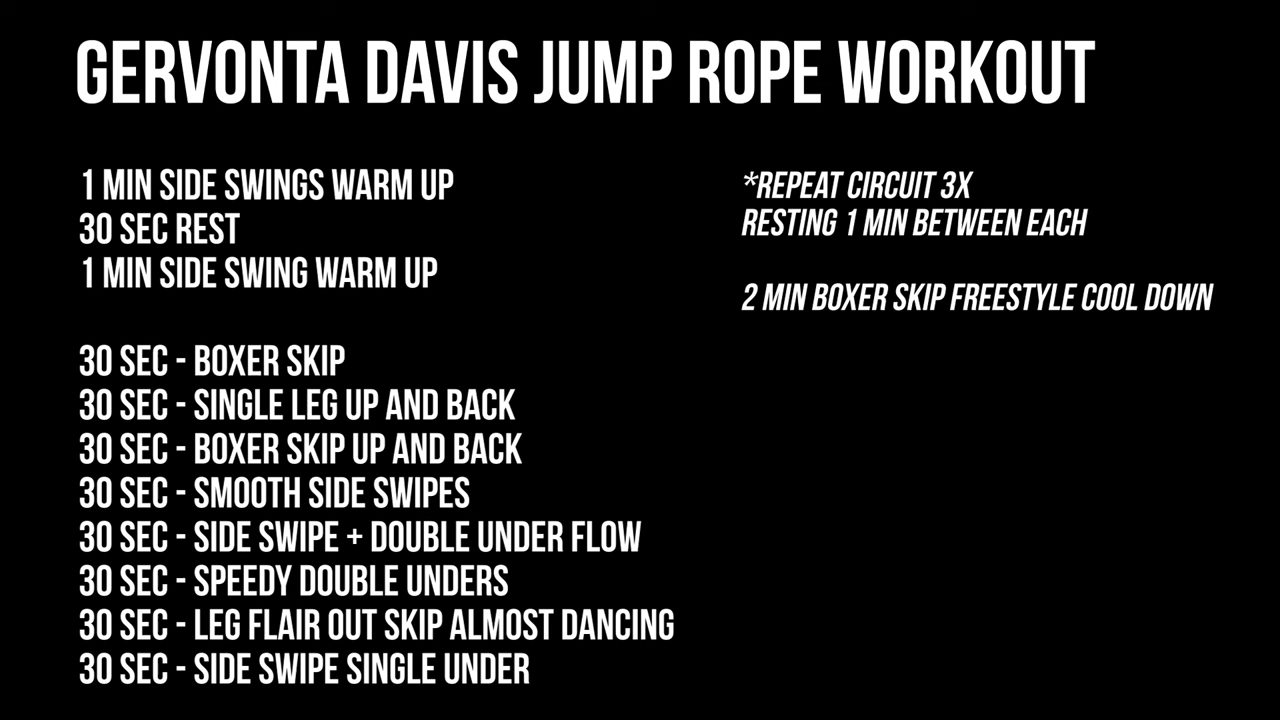 GERVONTA DAVIS JUMP ROPE WORKOUT
1 MIN SIDE SWINGS WARM UP
30 SEC REST
1 MIN SIDE SWING WARM UP
30 SEC - BOXER SKIP
30 SEC - SINGLE LEG UP AND BACK
30 SEC - BOXER SKIP UP AND BACK
30 SEC - SMOOTH SIDE SWIPES
30 SEC - SIDE SWIPE + DOUBLE UNDER FLOW
30 SEC - SPEEDY DOUBLE UNDERS
30 SEC - LEG FLAIR OUT SKIP ALMOST DANCING
30 SEC - SIDE SWIPE SINGLE UNDER
*REPEAT CIRCUIT 3X
RESTING 1 MIN BETWEEN EACH
2 MIN BOXER SKIP FREESTYLE COOL DOWN